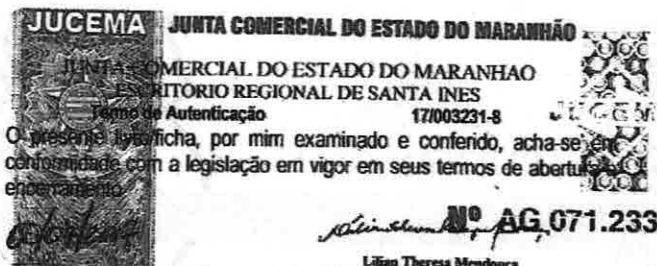 JUCEMA JUNTA COMERCIAL DO ESTADO DO MARANHÃO
JUNTA COMERCIAL DO ESTADO DO MARANHAO
ESCRITORIO REGIONAL DE SANTA INES
Termo de Autenticação 17/003231-8
O presente livro/ficha, por mim examinado e conferido, acha-se em
conformidade com a legislação em vigor em seus termos de abertura e
encerramento.
Nº AG 071.233
Lilian Theresa Mendonça